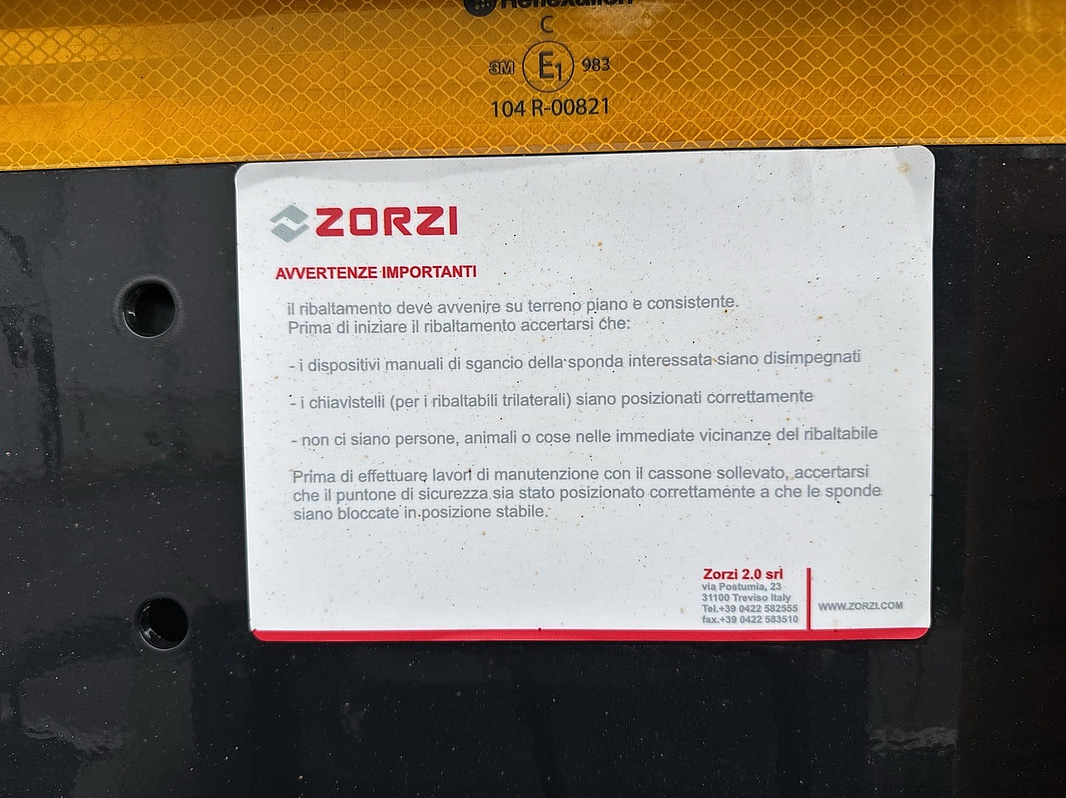 C
3M E1 983
104 R-00821
ZORZI
AVVERTENZE IMPORTANTI
il ribaltamento deve avvenire su terreno piano e consistente.
Prima di iniziare il ribaltamento accertarsi che:
- i dispositivi manuali di sgancio della sponda interessata siano disimpegnati
- i chiavistelli (per i ribaltabili trilaterali) siano posizionati correttamente
- non ci siano persone, animali o cose nelle immediate vicinanze del ribaltabile
Prima di effettuare lavori di manutenzione con il cassone sollevato, accertarsi
che il puntone di sicurezza sia stato posizionato correttamente a che le sponde
siano bloccate in posizione stabile.
Zorzi 2.0 srl
via Postumia, 23
31100 Treviso Italy
Tel.+39 0422 582555
fax.+39 0422 583510
WWW.ZORZI.COM